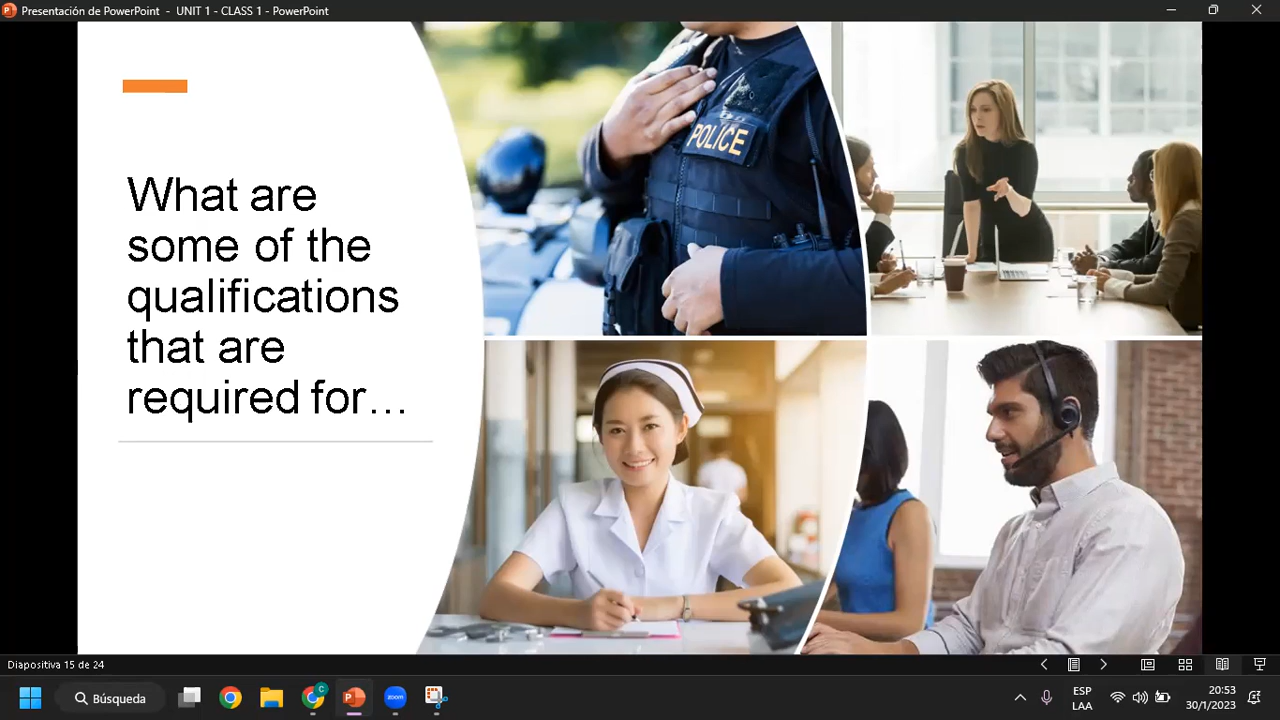 Presentación de PowerPoint - UNIT 1 - CLASS 1 - PowerPoint
What are
some of the
qualifications
that are
required for…
POLICE
Diapositiva 15 de 24
Búsqueda
zoom
ESP
LAA
20:53
30/1/2023